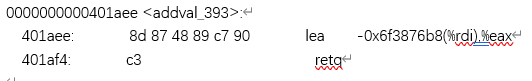 0000000000401aee <addval_393>:
401aee: 8d 87 48 89 c7 90 lea -0x6f3876b8(%rdi),%eax
401af4: c3 retq